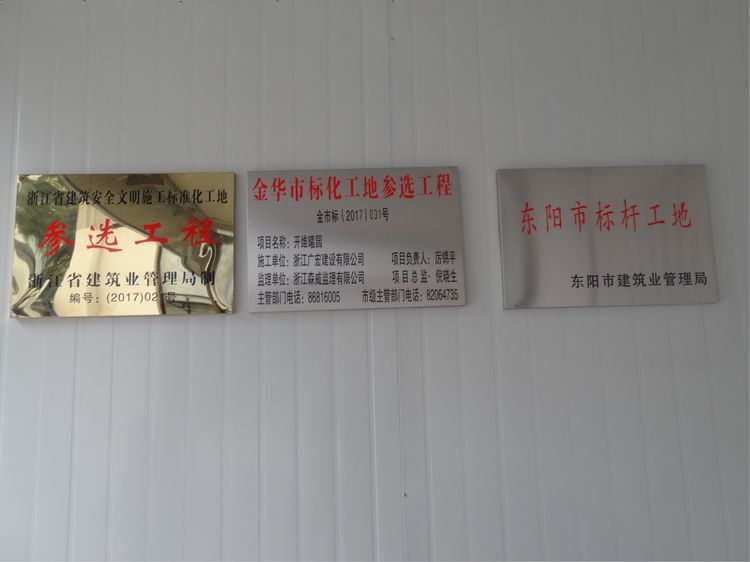 浙江省建筑安全文明施工标准化工地
参选工程
浙江省建筑业管理局制
编号：(2017)021号
金华市标化工地参选工程
金市标(2017)031号
项目名称：开维曦园
施工单位：浙江广宏建设有限公司 项目负责人：厉锦平
监理单位：浙江森威监理有限公司 项目总监：倪晓生
主管部门电话：86816005 市级主管部门电话：82064735
东阳市标杆工地
东阳市建筑业管理局